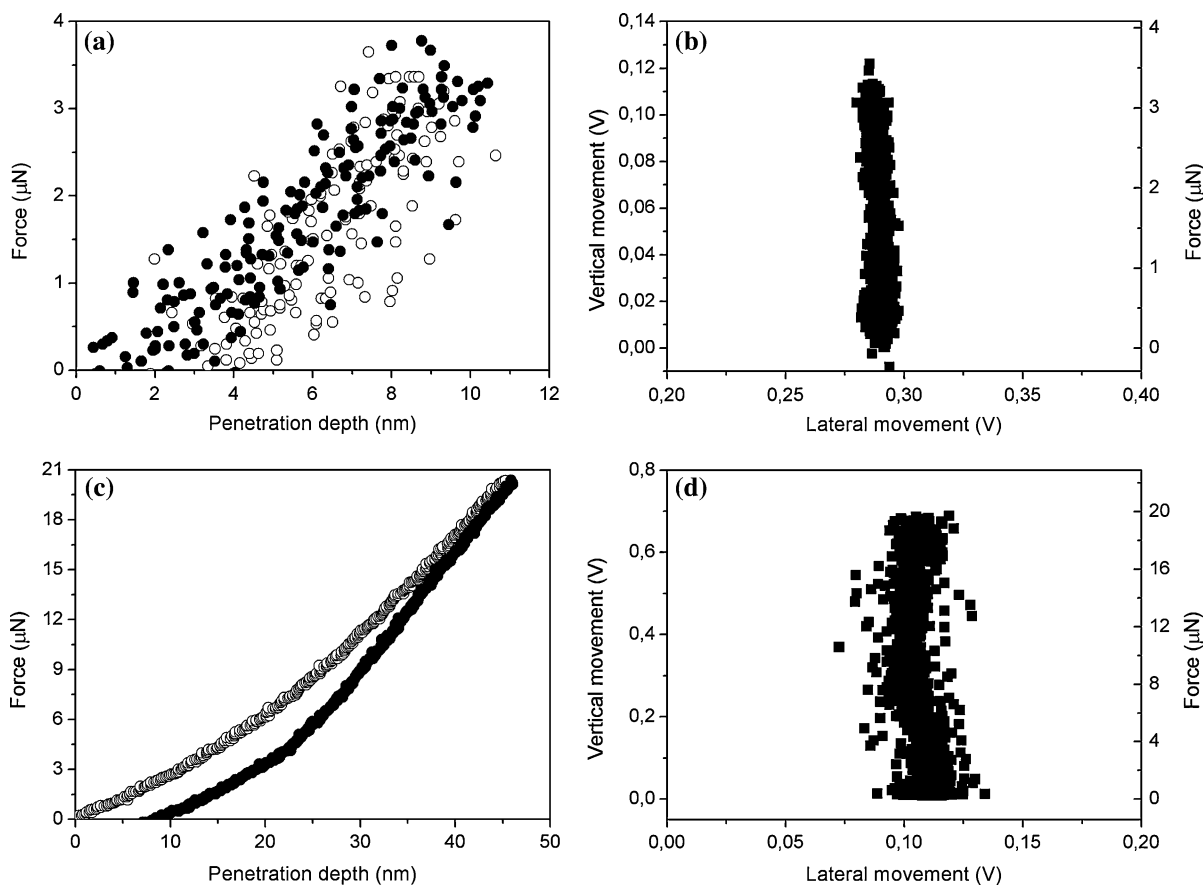 (a)
4
3
2
1
0
Force (µN)
0 2 4 6 8 10 12
Penetration depth (nm)
(b)
0,14
0,12
0,10
0,08
0,06
0,04
0,02
0,00
Vertical movement (V)
4
3
2
1
0
Force (µN)
0,20 0,25 0,30 0,35 0,40
Lateral movement (V)
(c)
21
18
15
12
9
6
3
0
Force (µN)
0 10 20 30 40 50
Penetration depth (nm)
(d)
0,8
0,6
0,4
0,2
0,0
Vertical movement (V)
20
16
12
8
4
0
Force (µN)
0,00 0,05 0,10 0,15 0,20
Lateral movement (V)